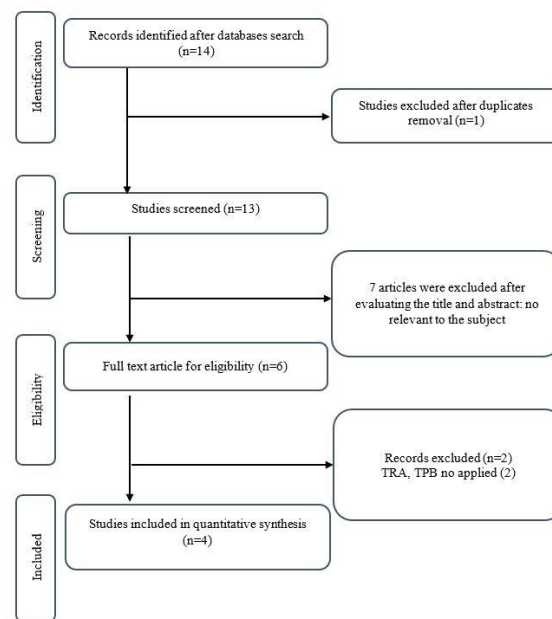 Identification
Records identified after databases search
(n=14)
Studies excluded after duplicates
removal (n=1)
Screening
Studies screened (n=13)
7 articles were excluded after
evaluating the title and abstract: no
relevant to the subject
Eligibility
Full text article for eligibility (n=6)
Records excluded (n=2)
TRA, TPB no applied (2)
Included
Studies included in quantitative synthesis
(n=4)